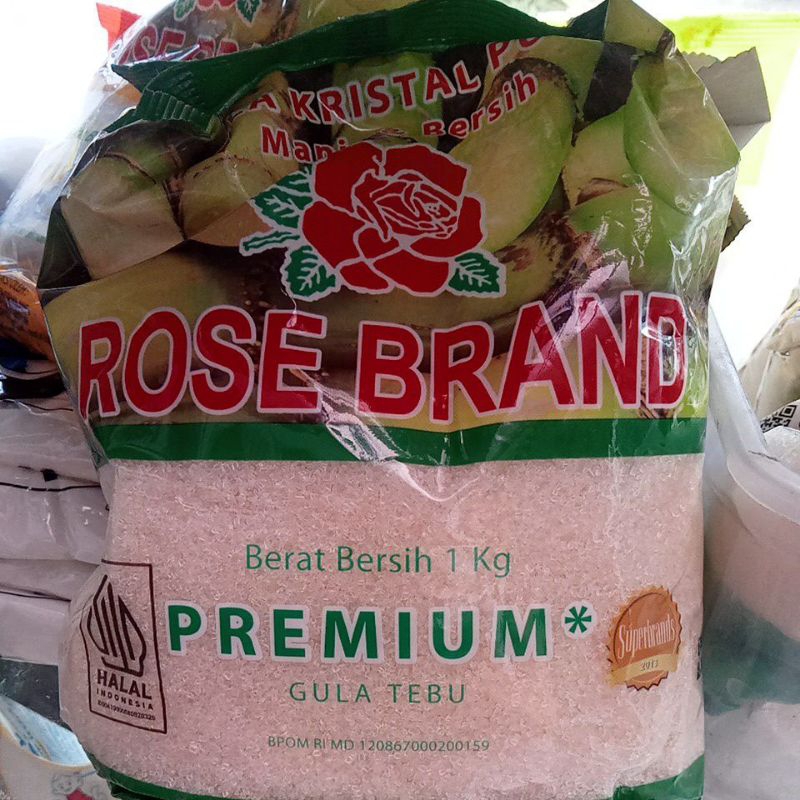 KRISTAL
Bersih
ROSE BRAND
Berat Bersih 1 Kg
PREMIUM*
GULA TEBU
Superbrands
HALAL
INDONESIA
BPOM RI MD 120867000200159